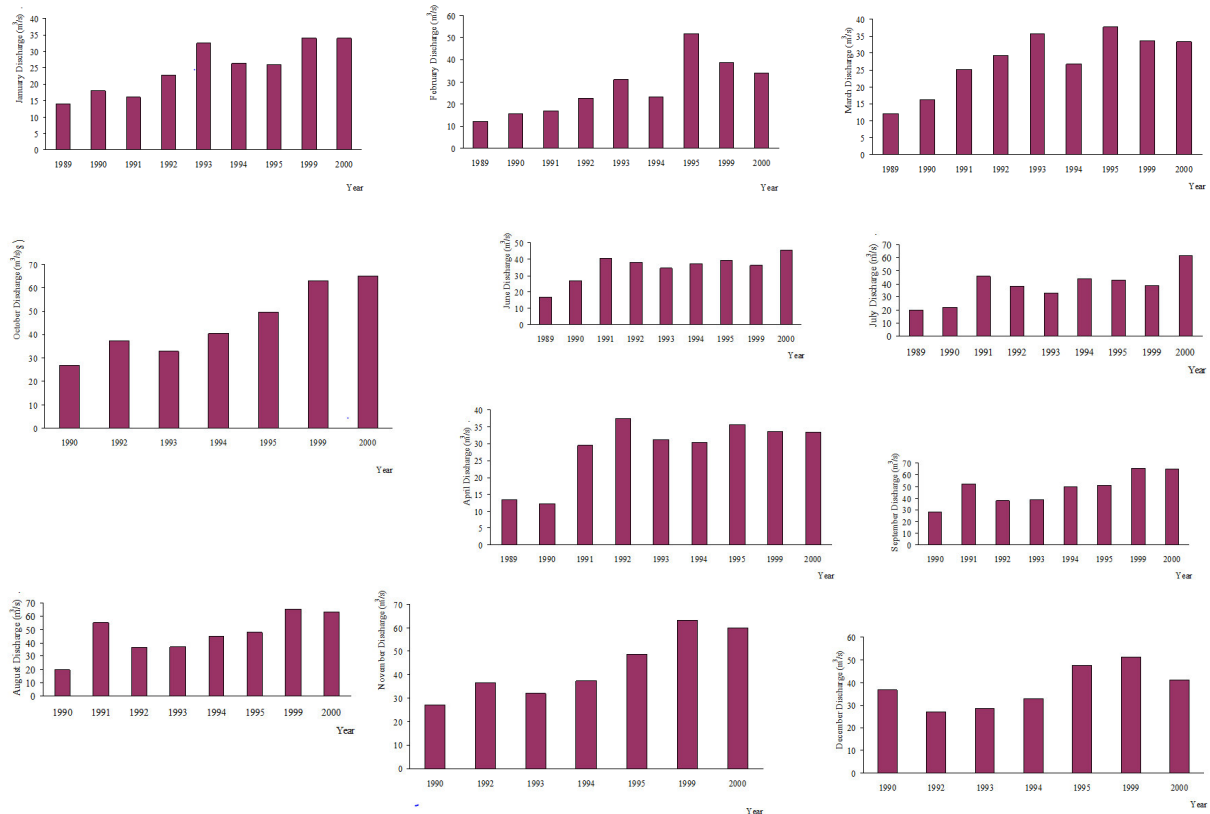 January Discharge (m³/s)
40
35
30
25
20
15
10
5
0
1989 1990 1991 1992 1993 1994 1995 1999 2000
Year
February Discharge (m³/s)
60
50
40
30
20
10
0
1989 1990 1991 1992 1993 1994 1995 1999 2000
Year
March Discharge (m³/s)
40
35
30
25
20
15
10
5
0
1989 1990 1991 1992 1993 1994 1995 1999 2000
Year
October Discharge (m³/s)$)
70
60
50
40
30
20
10
0
1990 1992 1993 1994 1995 1999 2000
Year
June Discharge (m³/s)
50
40
30
20
10
0
1989 1990 1991 1992 1993 1994 1995 1999 2000
Year
July Discharge (m³/s)
70
60
50
40
30
20
10
0
1989 1990 1991 1992 1993 1994 1995 1999 2000
Year
April Discharge (m³/s)
40
35
30
25
20
15
10
5
0
1989 1990 1991 1992 1993 1994 1995 1999 2000
Year
September Discharge (m³/s)
70
60
50
40
30
20
10
0
1990 1991 1992 1993 1994 1995 1999 2000
Year
August Discharge (m³/s)
70
60
50
40
30
20
10
0
1990 1991 1992 1993 1994 1995 1999 2000
Year
November Discharge (m³/s)
70
60
50
40
30
20
10
0
1990 1992 1993 1994 1995 1999 2000
Year
December Discharge (m³/s)
60
50
40
30
20
10
0
1990 1992 1993 1994 1995 1999 2000
Year